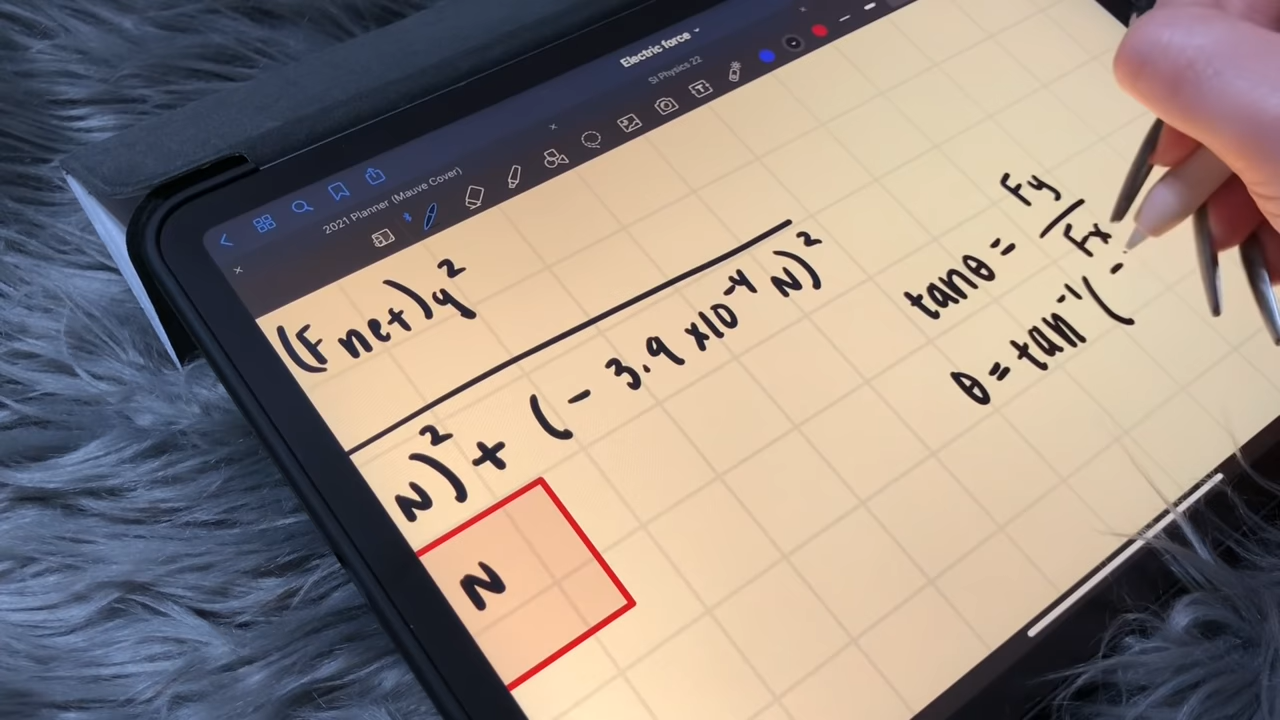 Electric force
SI Physics 22
2021 Planner (Mauve Cover)
(F net)y²
N)² + (- 3.9 x10⁻⁴ N)²
N
tanθ = Fy / Fx
θ = tan⁻¹( -